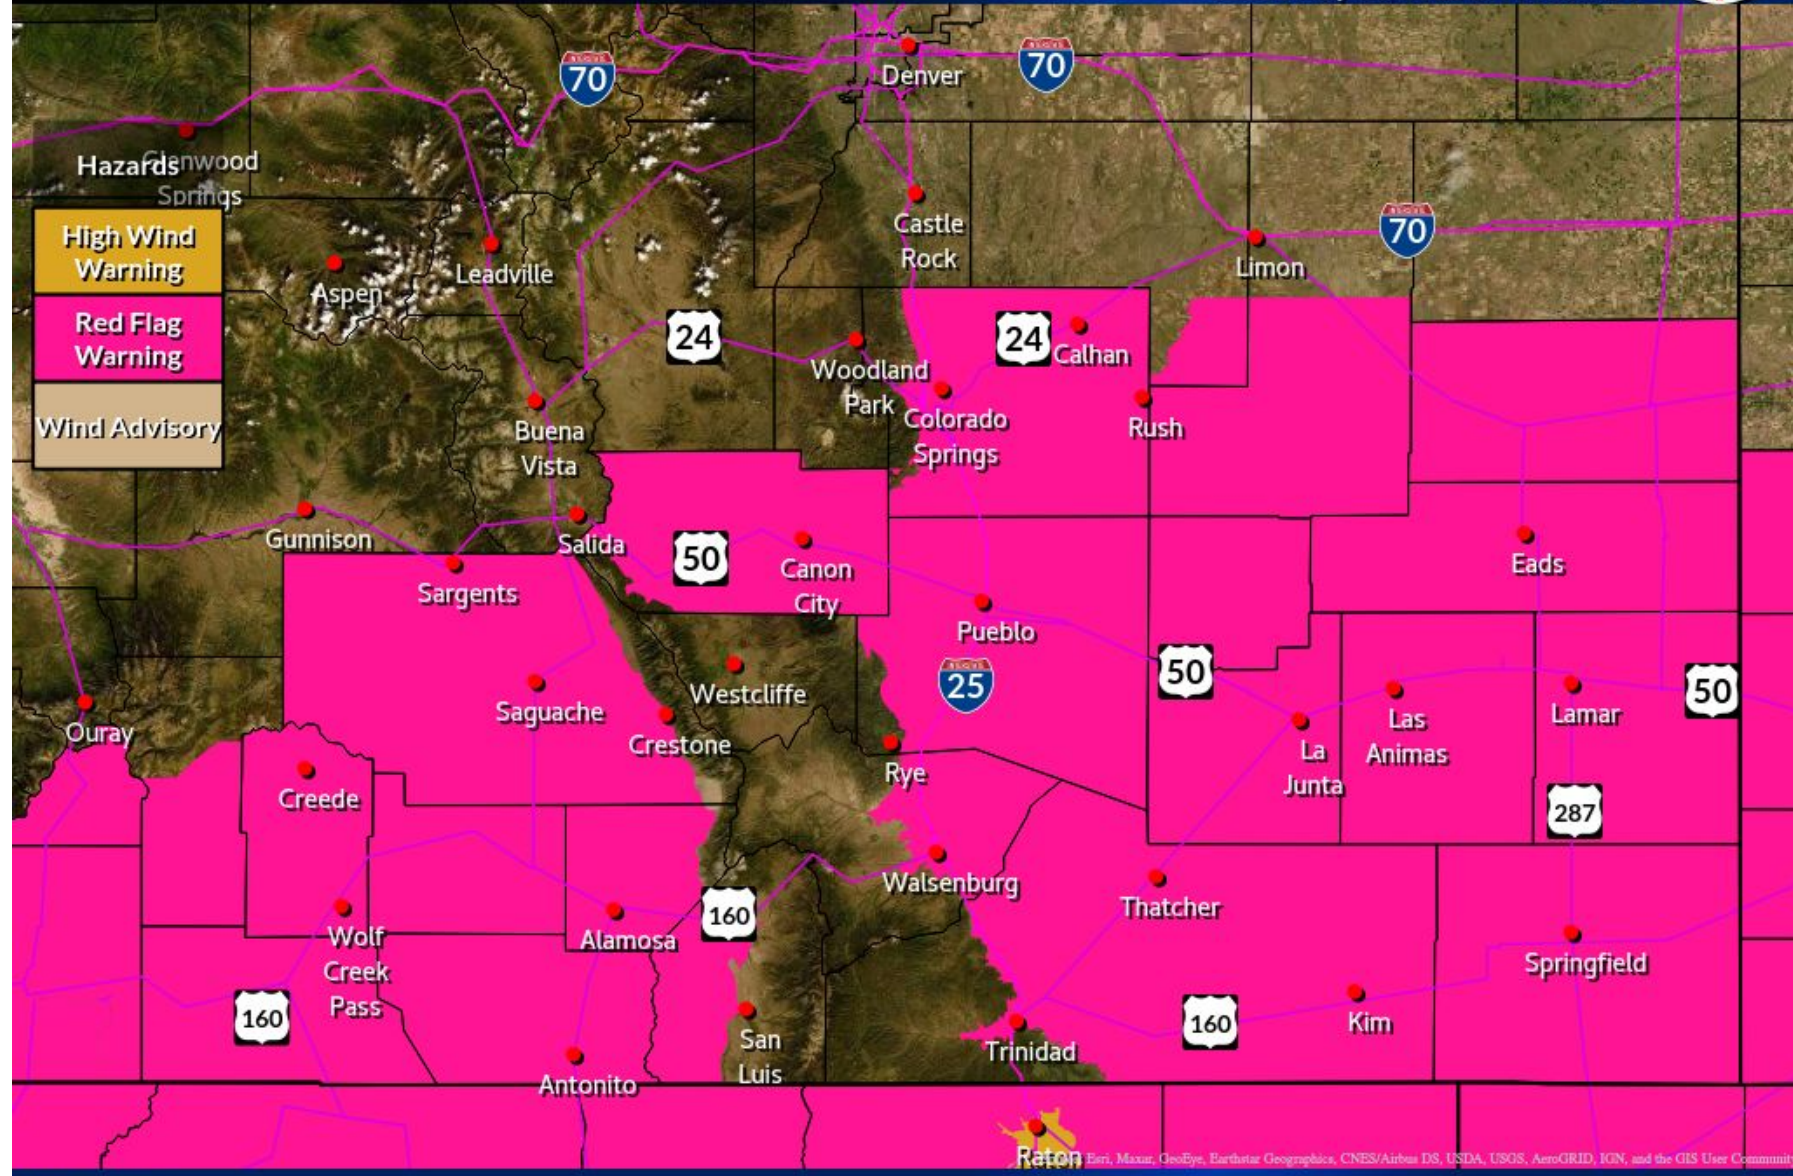 70
Denver
70
Hazards
Glenwood
Springs
Castle
Rock
70
Limon
High Wind
Warning
Leadville
Aspen
Red Flag
Warning
24
24
Calhan
Woodland
Park
Colorado
Springs
Rush
Wind Advisory
Buena
Vista
Gunnison
Salida
50
Canon
City
Eads
Sargents
Pueblo
50
50
25
Westcliffe
Saguache
Crestone
Ouray
Las
Animas
Lamar
La
Junta
Rye
Creede
287
Walsenburg
Thatcher
160
Alamosa
Wolf
Creek
Pass
Springfield
160
160
Kim
San
Luis
Trinidad
Antonito
Raton
Esri, Maxar, GeoEye, Earthstar Geographics, CNES/Airbus DS, USDA, USGS, AeroGRID, IGN, and the GIS User Communit